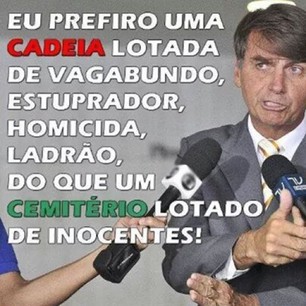 EU PREFIRO UMA
CADEIA LOTADA
DE VAGABUNDO,
ESTUPRADOR,
HOMICIDA,
LADRÃO,
DO QUE UM
CEMITÉRIO LOTADO
DE INOCENTES!